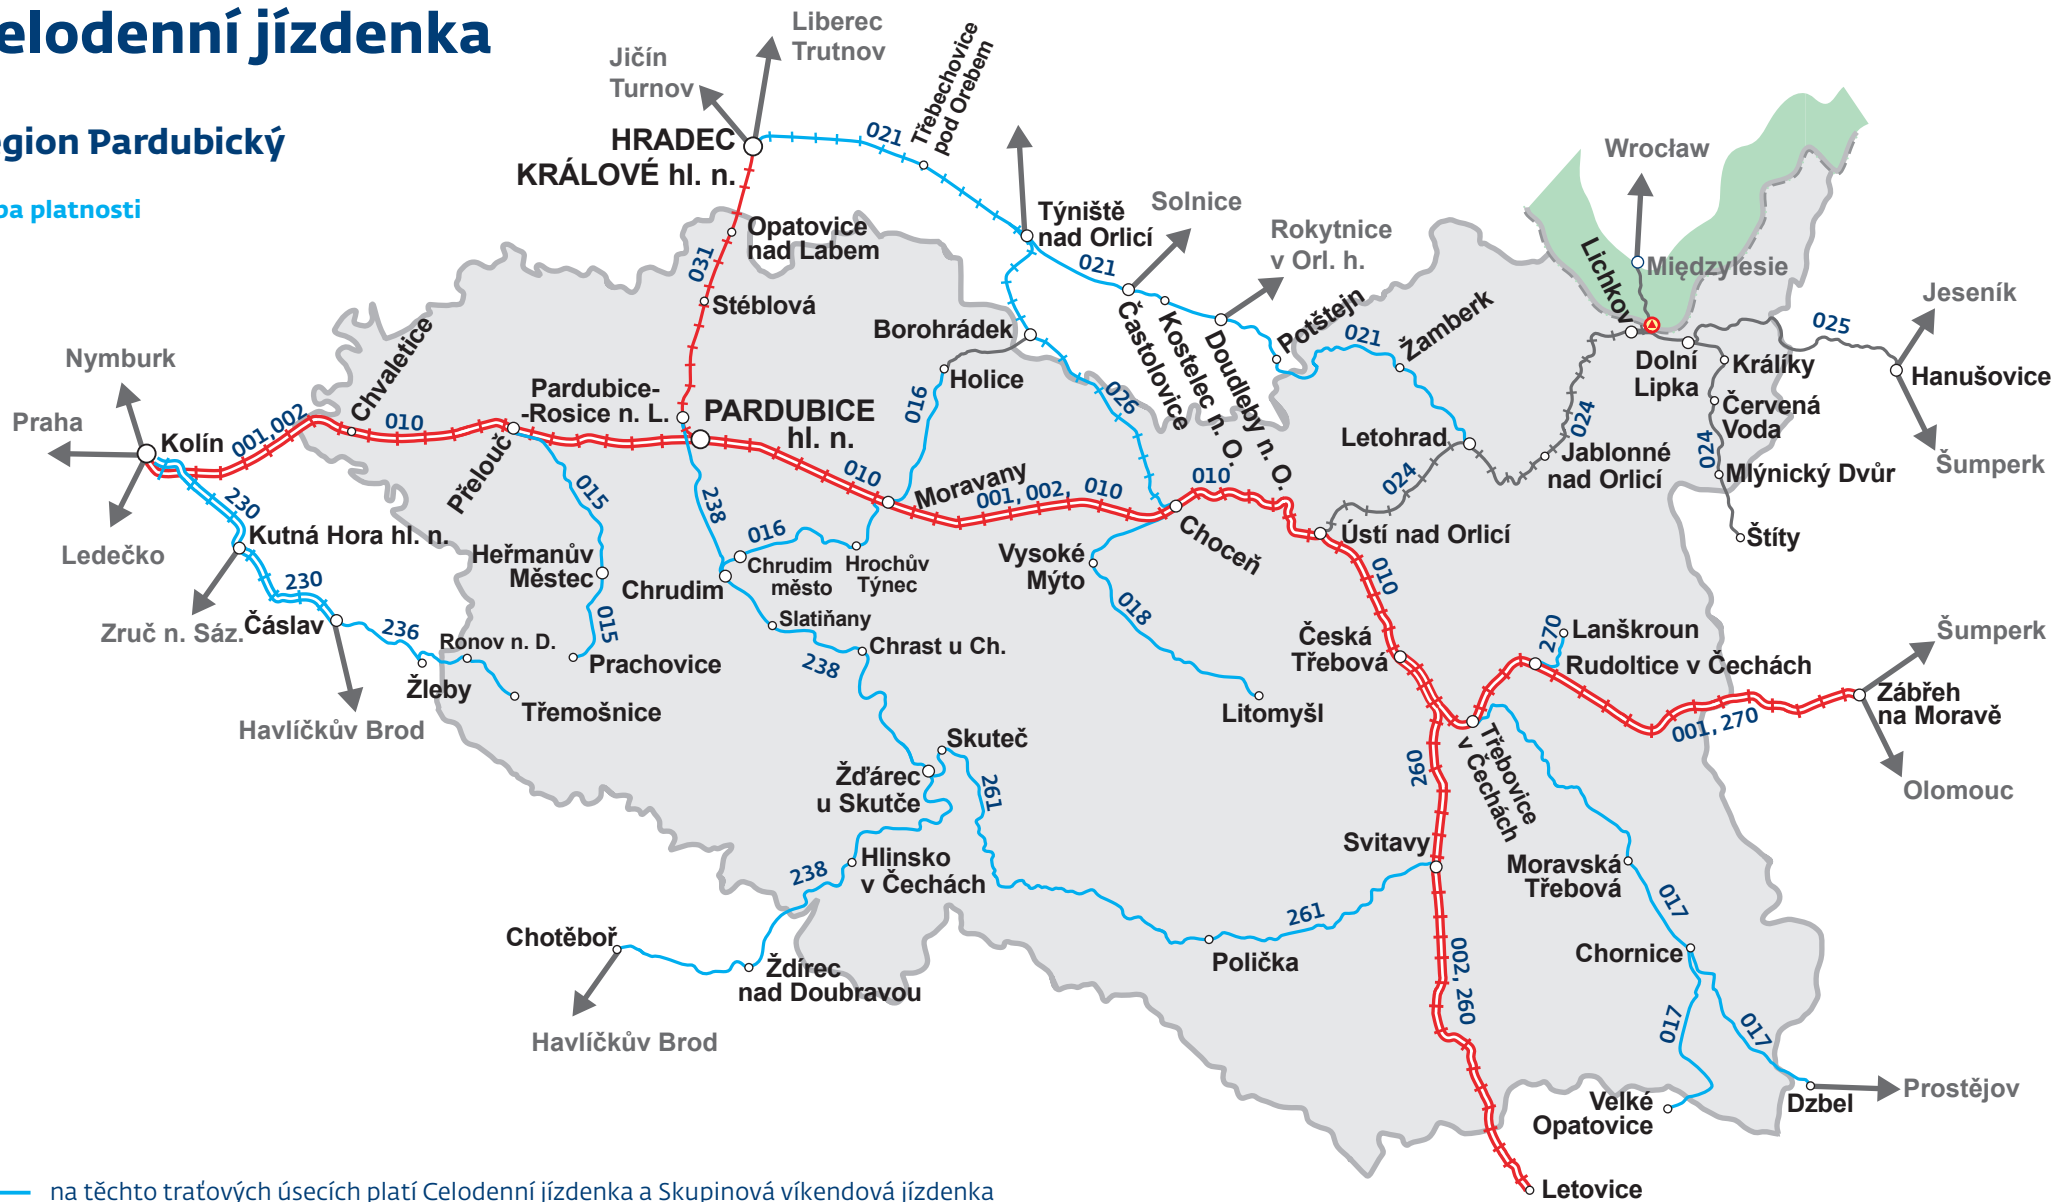 elodenní jízdenka
egion Pardubický
ba platnosti
Liberec
Trutnov
Jičín
Turnov
HRADEC
KRÁLOVÉ hl. n.
021
Třebechovice
pod Orebem
Týniště
nad Orlicí
Solnice
Rokytnice
v Orl. h.
Wrocław
Międzylesie
Lichkov
Opatovice
nad Labem
031
Stéblová
021
Borohrádek
Častolovice
Kostelec n. O.
Doudleby n. O.
Potštejn
021
Žamberk
Dolní
Lipka
Králíky
025
Jeseník
Hanušovice
Šumperk
Červená
Voda
024
Mlýnický Dvůr
Štíty
Nymburk
Praha
Kolín
Ledečko
001,002
Chvaletice
010
Přelouč
Pardubice-
-Rosice n. L.
PARDUBICE
hl. n.
016
Holice
026
010
Moravany
001, 002, 010
Choceň
010
Letohrad
024
Jablonné
nad Orlicí
024
Ústí nad Orlicí
230
Kutná Hora hl. n.
Zruč n. Sáz.
230
Čáslav
236
Havlíčkův Brod
Žleby
Ronov n. D.
Třemošnice
015
Heřmanův
Městec
015
Prachovice
238
Chrudim
016
Chrudim
město
Hrochův
Týnec
Slatiňany
238
Chrast u Ch.
Vysoké
Mýto
018
Litomyšl
010
Česká
Třebová
270
Lanškroun
Rudoltice v Čechách
001, 270
Šumperk
Zábřeh
na Moravě
Olomouc
Třebovice
v Čechách
260
Skuteč
Žďárec
u Skutče
261
Hlinsko
v Čechách
238
Chotěboř
Ždírec
nad Doubravou
Havlíčkův Brod
Polička
261
Svitavy
002, 260
Moravská
Třebová
017
Chornice
017
017
Velké
Opatovice
Dzbel
Prostějov
Letovice
na těchto traťových úsecích platí Celodenní jízdenka a Skupinová víkendová jízdenka